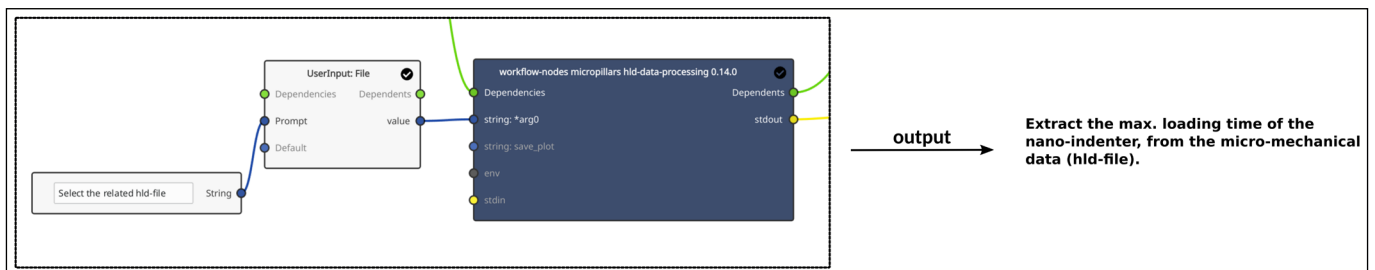 UserInput: File
Dependencies Dependents
Prompt value
Default
Select the related hld-file String
workflow-nodes micropillars hld-data-processing 0.14.0
Dependencies Dependents
string: *arg0 stdout
string: save_plot
env
stdin
output
Extract the max. loading time of the
nano-indenter, from the micro-mechanical
data (hld-file).